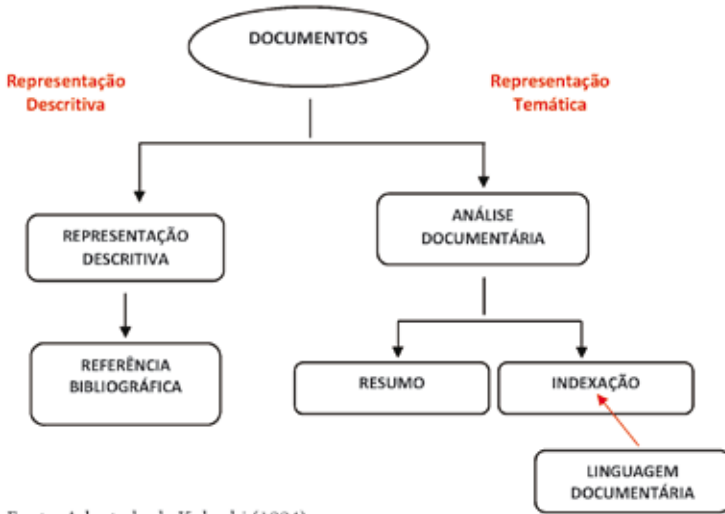 DOCUMENTOS
Representação
Descritiva
Representação
Temática
REPRESENTAÇÃO
DESCRITIVA
ANÁLISE
DOCUMENTÁRIA
REFERÊNCIA
BIBLIOGRÁFICA
RESUMO
INDEXAÇÃO
LINGUAGEM
DOCUMENTÁRIA